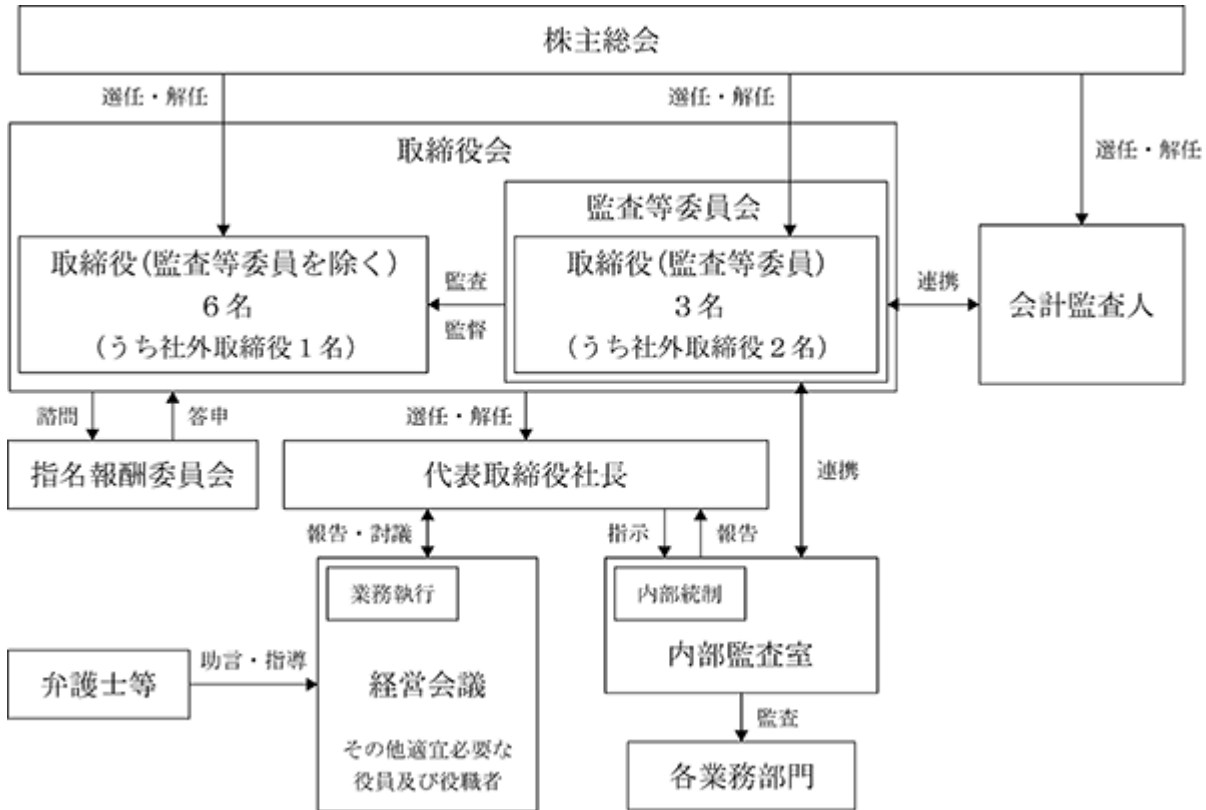 株主総会
選任・解任
選任・解任
選任・解任
取締役会
監査等委員会
取締役(監査等委員を除く)
6名
(うち社外取締役1名)
監査
監督
取締役(監査等委員)
3名
(うち社外取締役2名)
連携
会計監査人
諮問
答申
選任・解任
連携
指名報酬委員会
代表取締役社長
報告・討議
指示
報告
業務執行
経営会議
その他適宜必要な
役員及び役職者
内部統制
内部監査室
弁護士等
助言・指導
監査
各業務部門